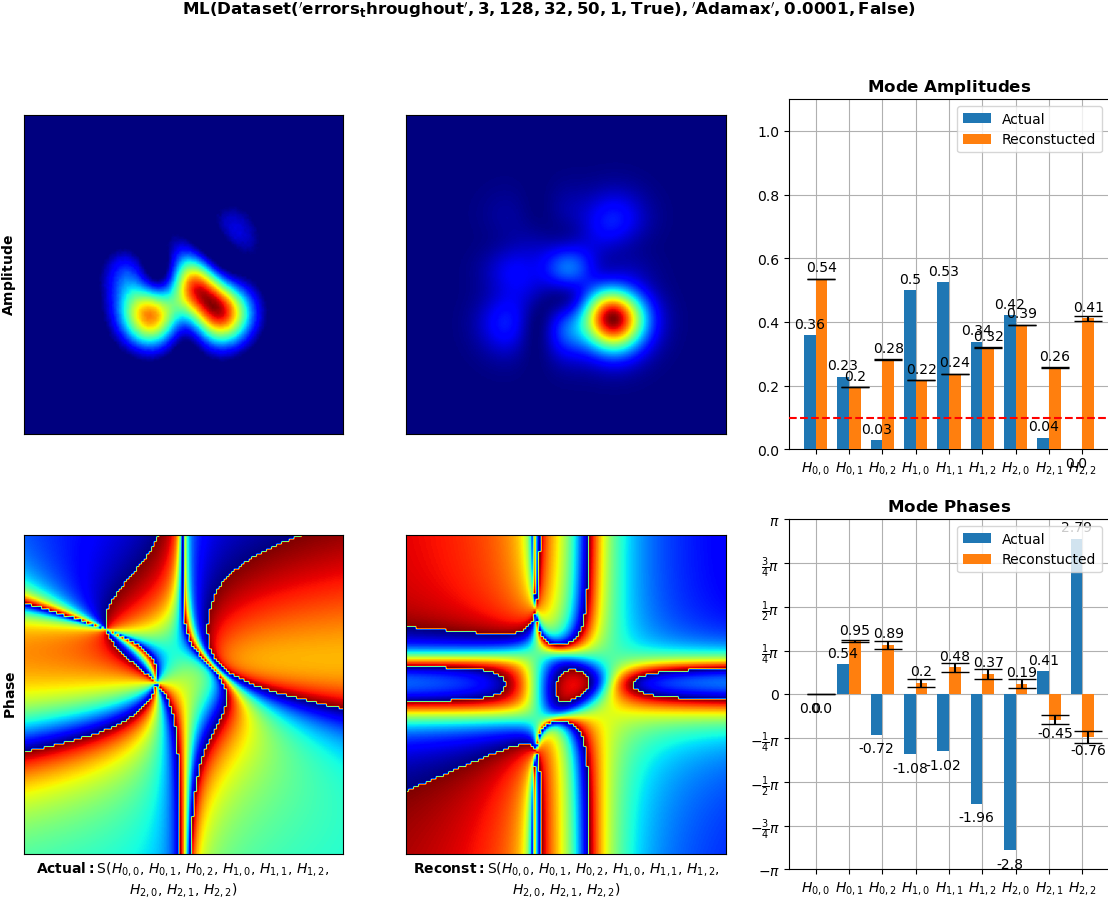 ML(Dataset('errors_throughout', 3, 128, 32, 50, 1, True), 'Adamax', 0.0001, False)
Mode Amplitudes
Actual
Reconstucted
1.0
0.8
0.6
0.4
0.2
0.0
0.36
0.54
0.23
0.2
0.03
0.28
0.5
0.22
0.53
0.24
0.34
0.32
0.42
0.39
0.04
0.26
0.0
0.41
H0,0 H0,1 H0,2 H1,0 H1,1 H1,2 H2,0 H2,1 H2,2
Amplitude
Mode Phases
Actual
Reconstucted
π
3/4π
1/2π
1/4π
0
−1/4π
−1/2π
−3/4π
−π
0.0
0.0
0.54
0.95
-0.72
0.89
-1.08
0.2
-1.02
0.48
-1.96
0.37
-2.8
0.19
0.41
-0.45
2.79
-0.76
H0,0 H0,1 H0,2 H1,0 H1,1 H1,2 H2,0 H2,1 H2,2
Phase
Actual: S(H0,0, H0,1, H0,2, H1,0, H1,1, H1,2,
H2,0, H2,1, H2,2)
Reconst: S(H0,0, H0,1, H0,2, H1,0, H1,1, H1,2,
H2,0, H2,1, H2,2)